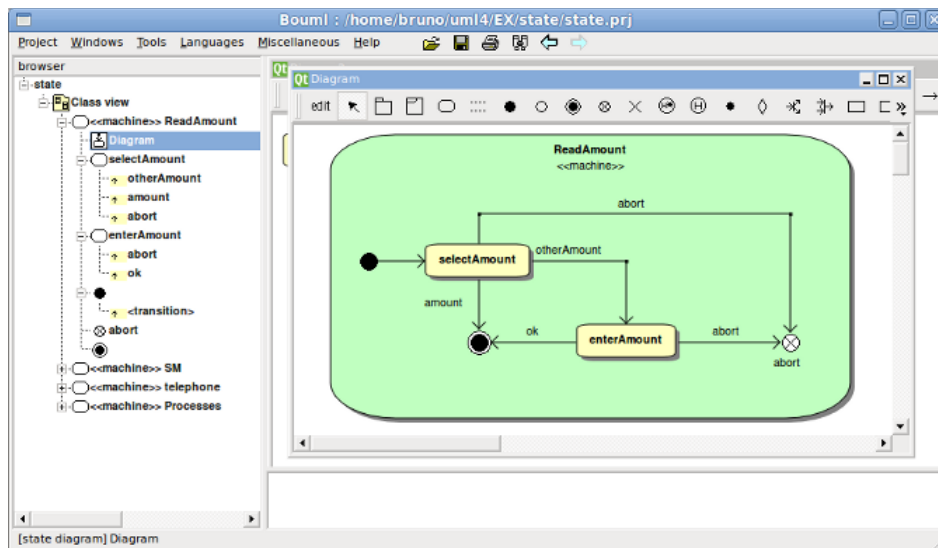 Bouml : /home/bruno/uml4/EX/state/state.prj
Project Windows Tools Languages Miscellaneous Help
browser
state
Class view
<<machine>> ReadAmount
Diagram
selectAmount
otherAmount
amount
abort
enterAmount
abort
ok
<transition>
abort
<<machine>> SM
<<machine>> telephone
<<machine>> Processes
Qt
Qt Diagram
edit
H
ReadAmount
<<machine>>
abort
selectAmount
otherAmount
amount
ok
enterAmount
abort
abort
[state diagram] Diagram